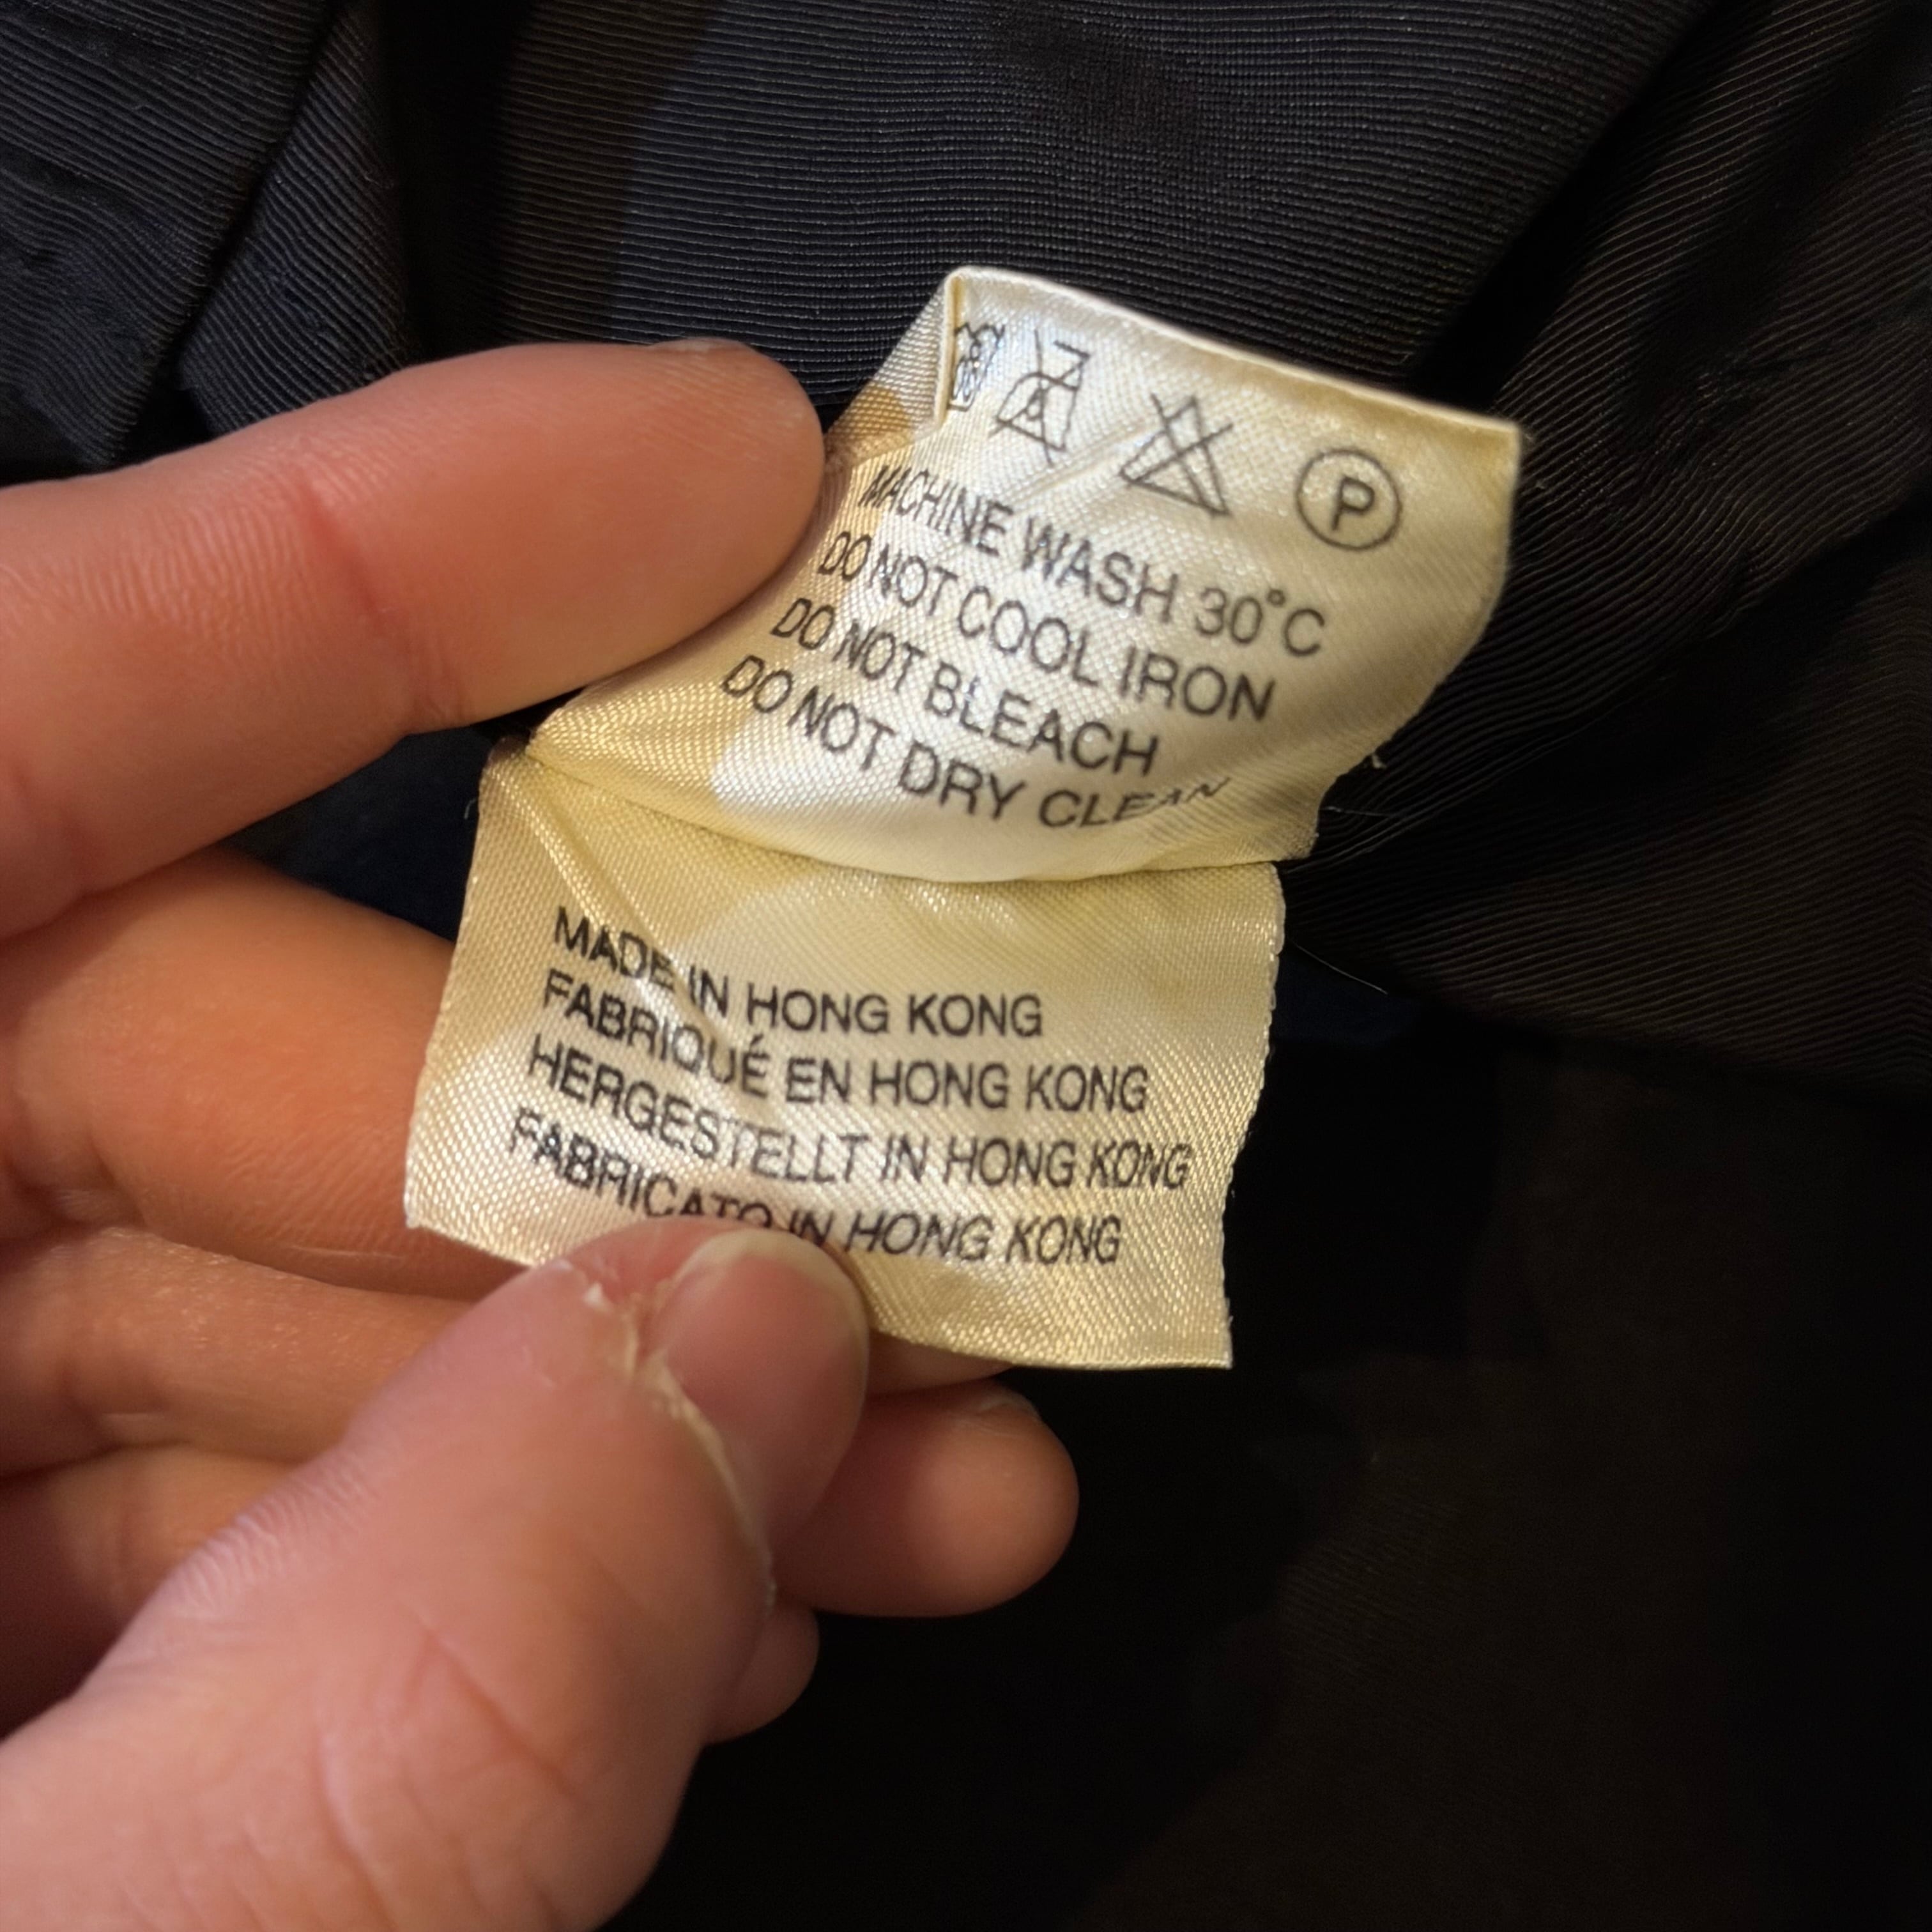 P
MACHINE WASH 30°C
DO NOT COOL IRON
DO NOT BLEACH
DO NOT DRY CLEAN
MADE IN HONG KONG
FABRIQUÉ EN HONG KONG
HERGESTELLT IN HONG KONG
FABRICATO IN HONG KONG